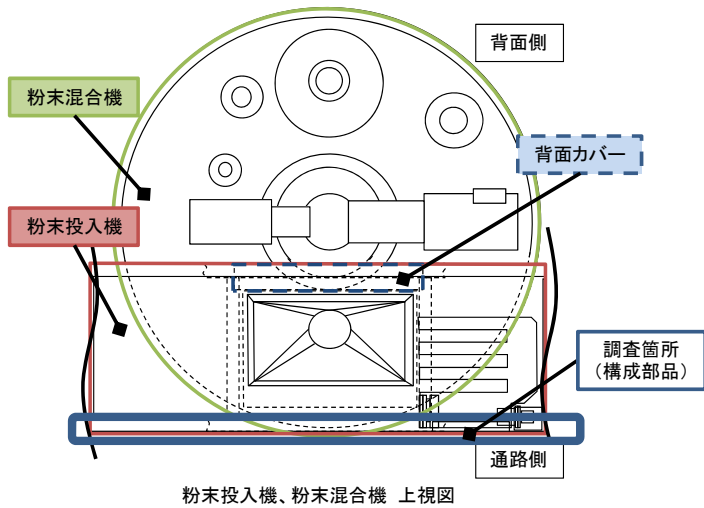 背面側
粉末混合機
背面カバー
粉末投入機
調査箇所
（構成部品）
通路側
粉末投入機、粉末混合機 上視図